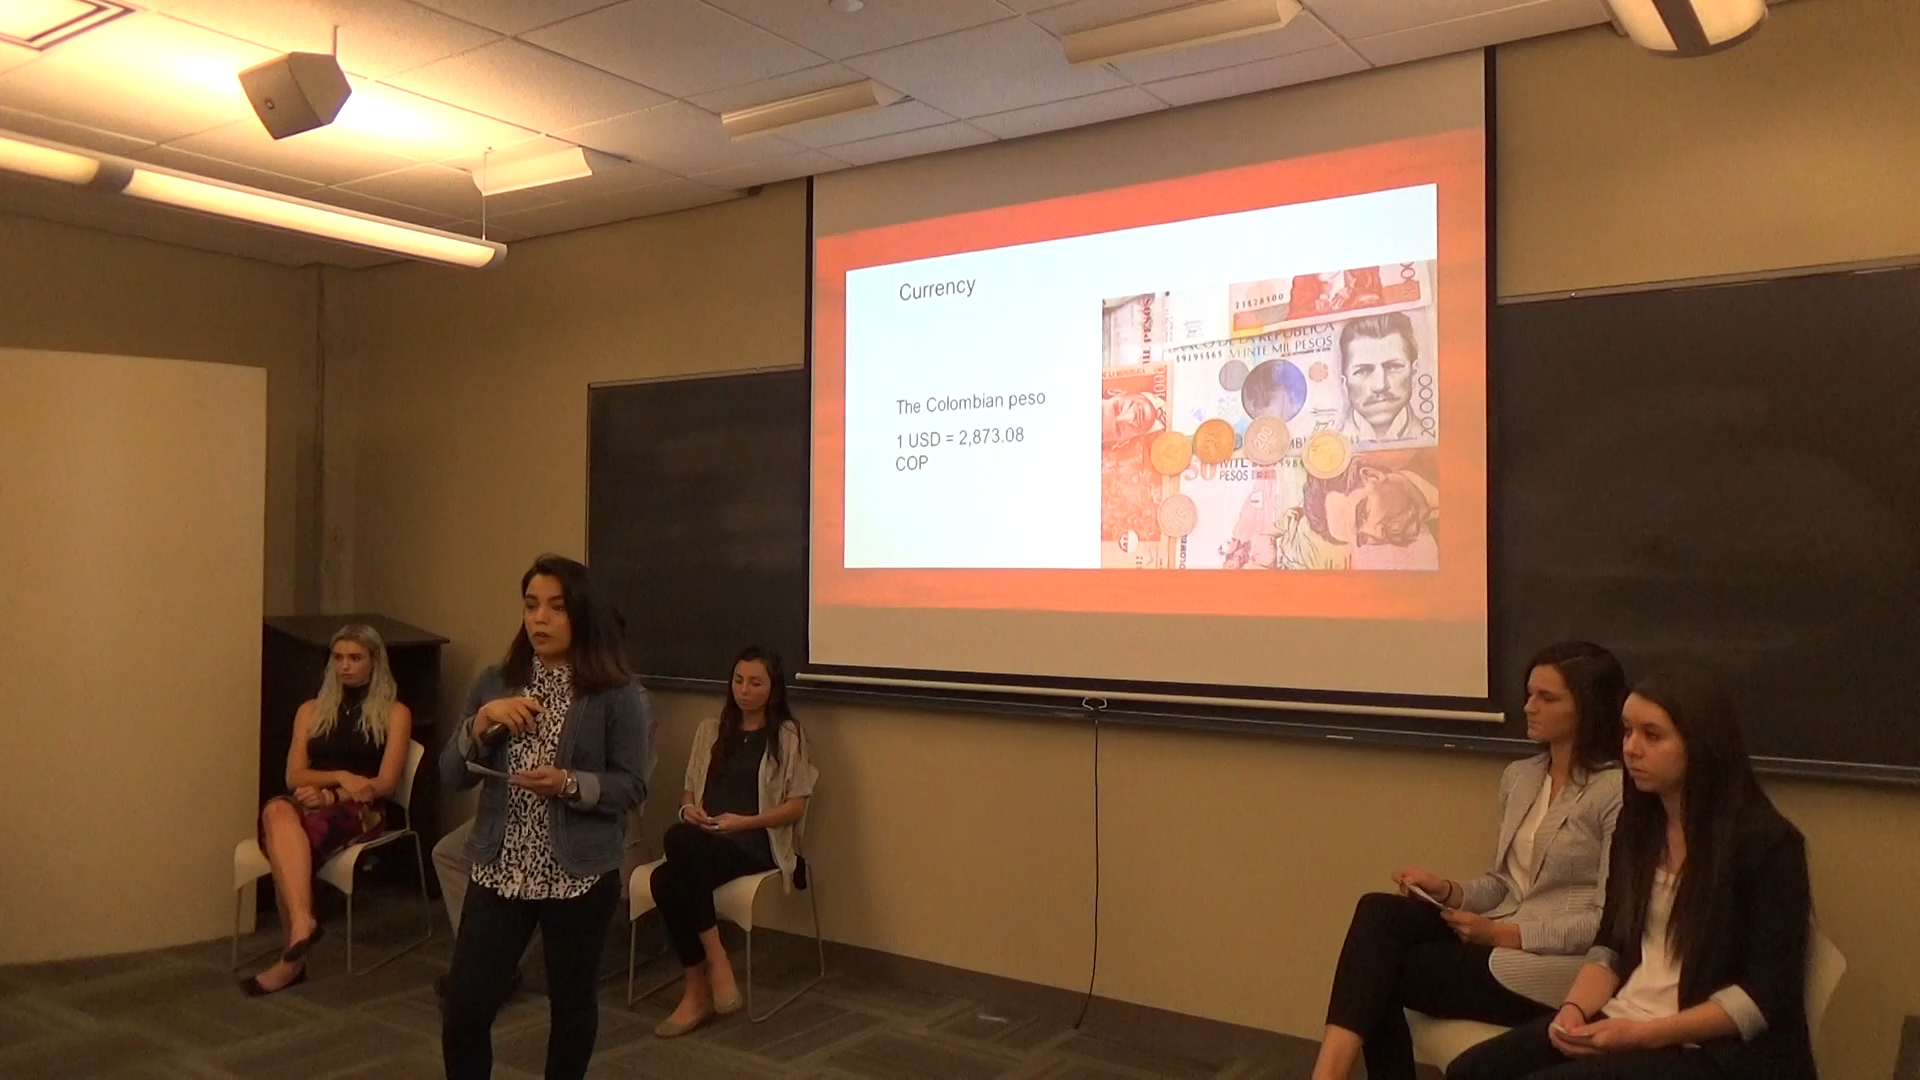 Currency
The Colombian peso
1 USD = 2,873.08
COP
BANCO DE LA REPUBLICA
VEINTE MIL PESOS
20000
MIL
PESOS